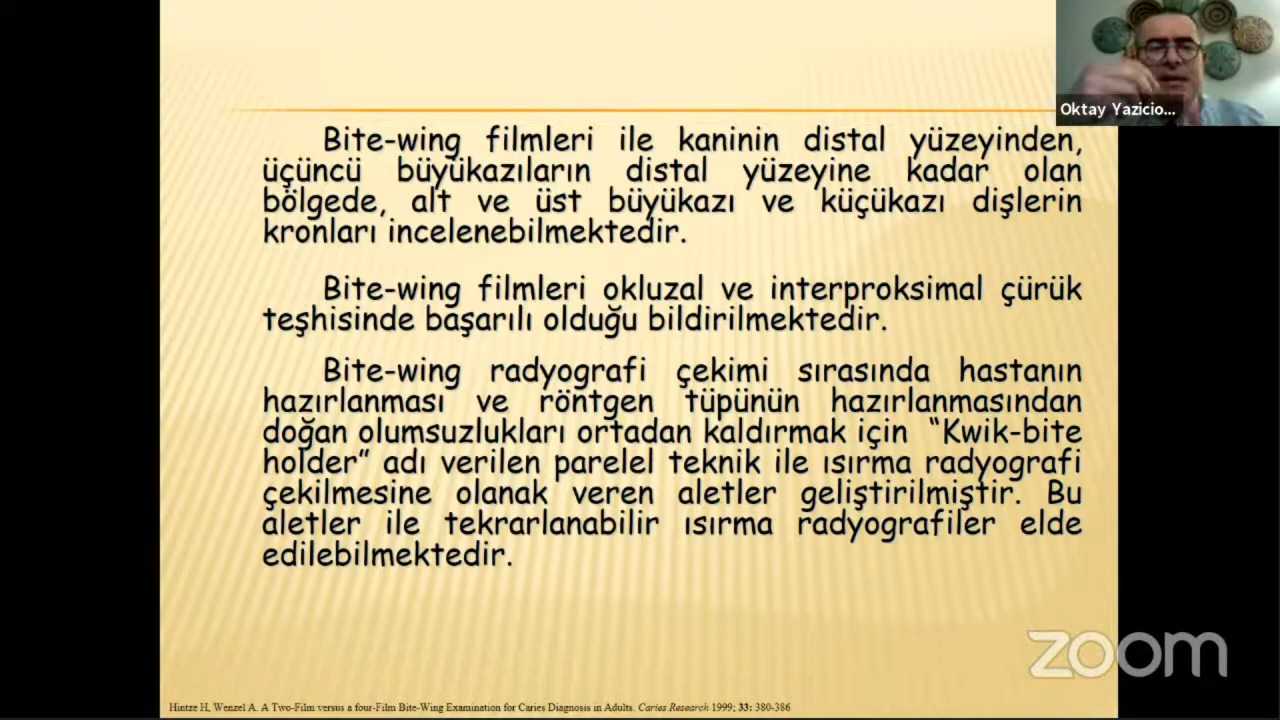 Oktay Yazicio...
Bite-wing filmleri ile kaninin distal yüzeyinden,
üçüncü büyükazıların distal yüzeyine kadar olan
bölgede, alt ve üst büyükazı ve küçükazı dişlerin
kronları incelenebilmektedir.
Bite-wing filmleri okluzal ve interproksimal çürük
teşhisinde başarılı olduğu bildirilmektedir.
Bite-wing radyografi çekimi sırasında hastanın
hazırlanması ve röntgen tüpünün hazırlanmasından
doğan olumsuzlukları ortadan kaldırmak için “Kwik-bite
holder” adı verilen parelel teknik ile ısırma radyografi
çekilmesine olanak veren aletler geliştirilmiştir. Bu
aletler ile tekrarlanabilir ısırma radyografiler elde
edilebilmektedir.
zoom
Hintze H, Wenzel A. A Two-Film versus a four-Film Bite-Wing Examination for Caries Diagnosis in Adults. Caries Research 1999; 33: 380-386